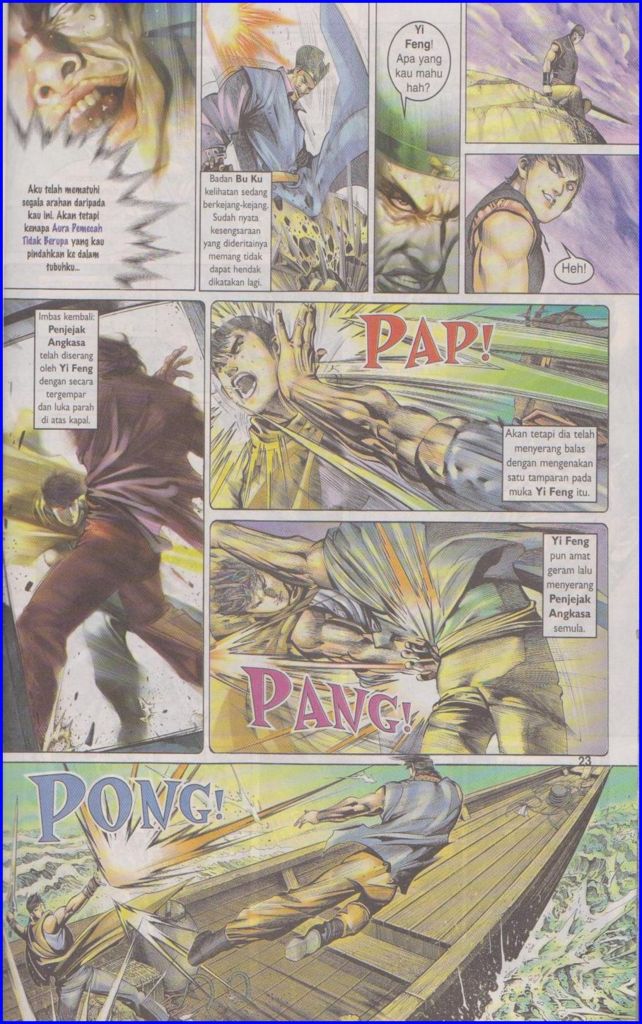 Aku telah mematuhi
segala arahan daripada
kau ini. Akan tetapi
kenapa Aura Pemecah
Tidak Berupa yang kau
pindahkan ke dalam
tubuhku...
Badan Bu Ku
kelihatan sedang
berkejang-kejang.
Sudah nyata
kesengsaraan
yang dideritainya
memang tidak
dapat hendak
dikatakan lagi.
Yi
Feng!
Apa yang
kau mahu
hah?
Heh!
Imbas kembali:
Penjejak
Angkasa
telah diserang
oleh Yi Feng
dengan secara
tergempar
dan luka parah
di atas kapal.
PAP!
Akan tetapi dia telah
menyerang balas
dengan mengenakan
satu tamparan pada
muka Yi Feng itu.
Yi Feng
pun amat
geram lalu
menyerang
Penjejak
Angkasa
semula.
PANG!
23
PONG!